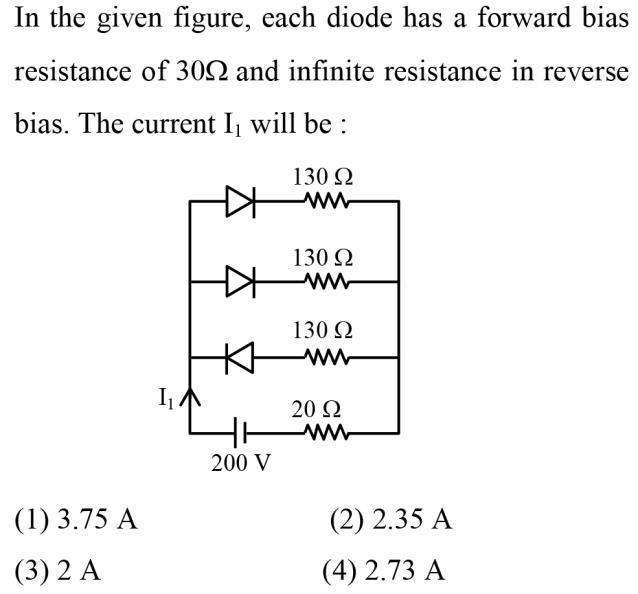 In the given figure, each diode has a forward bias
resistance of 30Ω and infinite resistance in reverse
bias. The current I₁ will be :
130 Ω
130 Ω
130 Ω
I₁
20 Ω
200 V
(1) 3.75 A (2) 2.35 A
(3) 2 A (4) 2.73 A